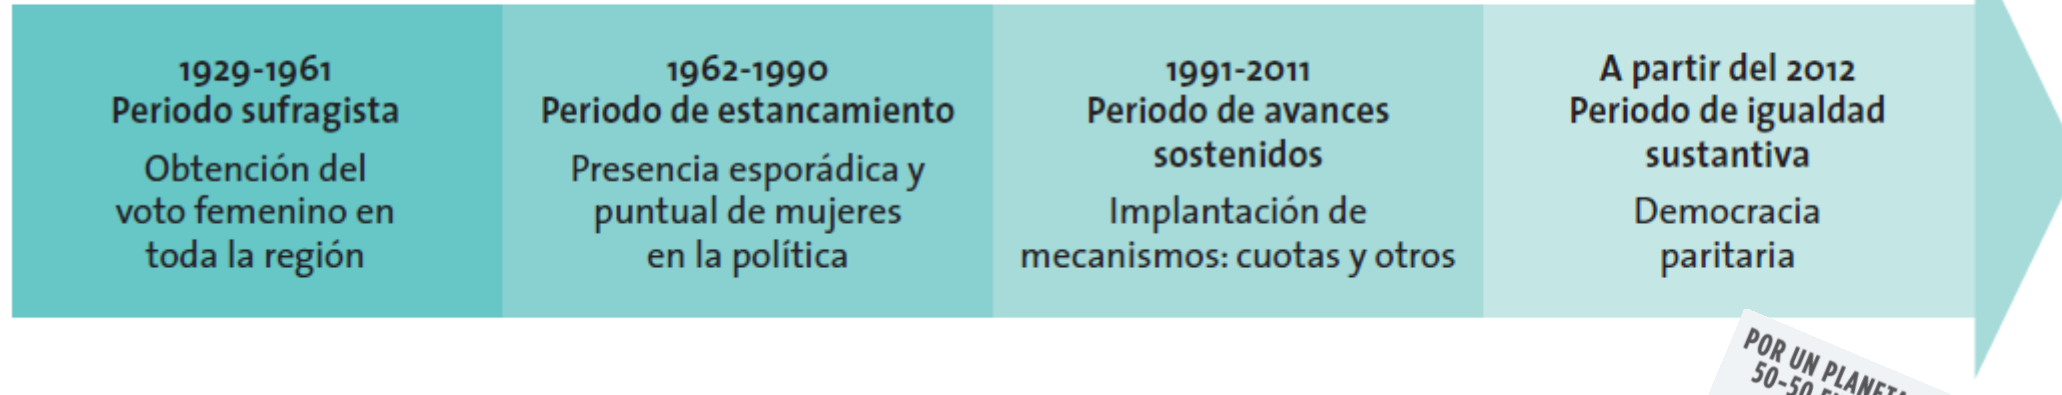 1929-1961
Periodo sufragista
Obtención del
voto femenino en
toda la región
1962-1990
Periodo de estancamiento
Presencia esporádica y
puntual de mujeres
en la política
1991-2011
Periodo de avances
sostenidos
Implantación de
mecanismos: cuotas y otros
A partir del 2012
Periodo de igualdad
sustantiva
Democracia
paritaria
POR UN PLANETA
50-50